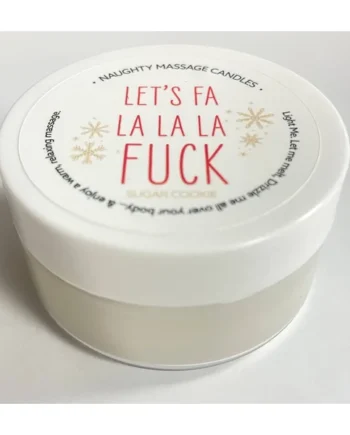 • NAUGHTY MASSAGE CANDLES •
LET'S FA
LA LA LA
FUCK
SUGAR COOKIE
Light Me. Let me melt, Drizzle me all over your body... & enjoy a warm, relaxing massage.